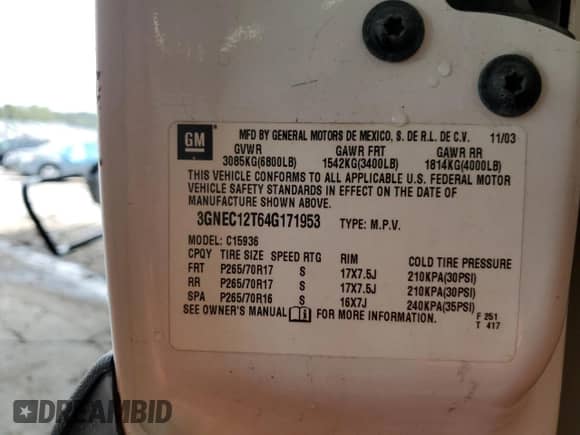 GM
MFD BY GENERAL MOTORS DE MEXICO, S. DE R.L. DE C.V. 11/03
GVWR GAWR FRT GAWR RR
3085KG(6800LB) 1542KG(3400LB) 1814KG(4000LB)
THIS VEHICLE CONFORMS TO ALL APPLICABLE U.S. FEDERAL MOTOR
VEHICLE SAFETY STANDARDS IN EFFECT ON THE DATE OF
MANUFACTURE SHOWN ABOVE.
3GNEC12T64G171953 TYPE: M.P.V.
MODEL: C15936
CPQY TIRE SIZE SPEED RTG RIM COLD TIRE PRESSURE
FRT P265/70R17 S 17X7.5J 210KPA(30PSI)
RR P265/70R17 S 17X7.5J 210KPA(30PSI)
SPA P265/70R16 S 16X7J 240KPA(35PSI)
SEE OWNER'S MANUAL FOR MORE INFORMATION. F 251
T 417
DREAMBID